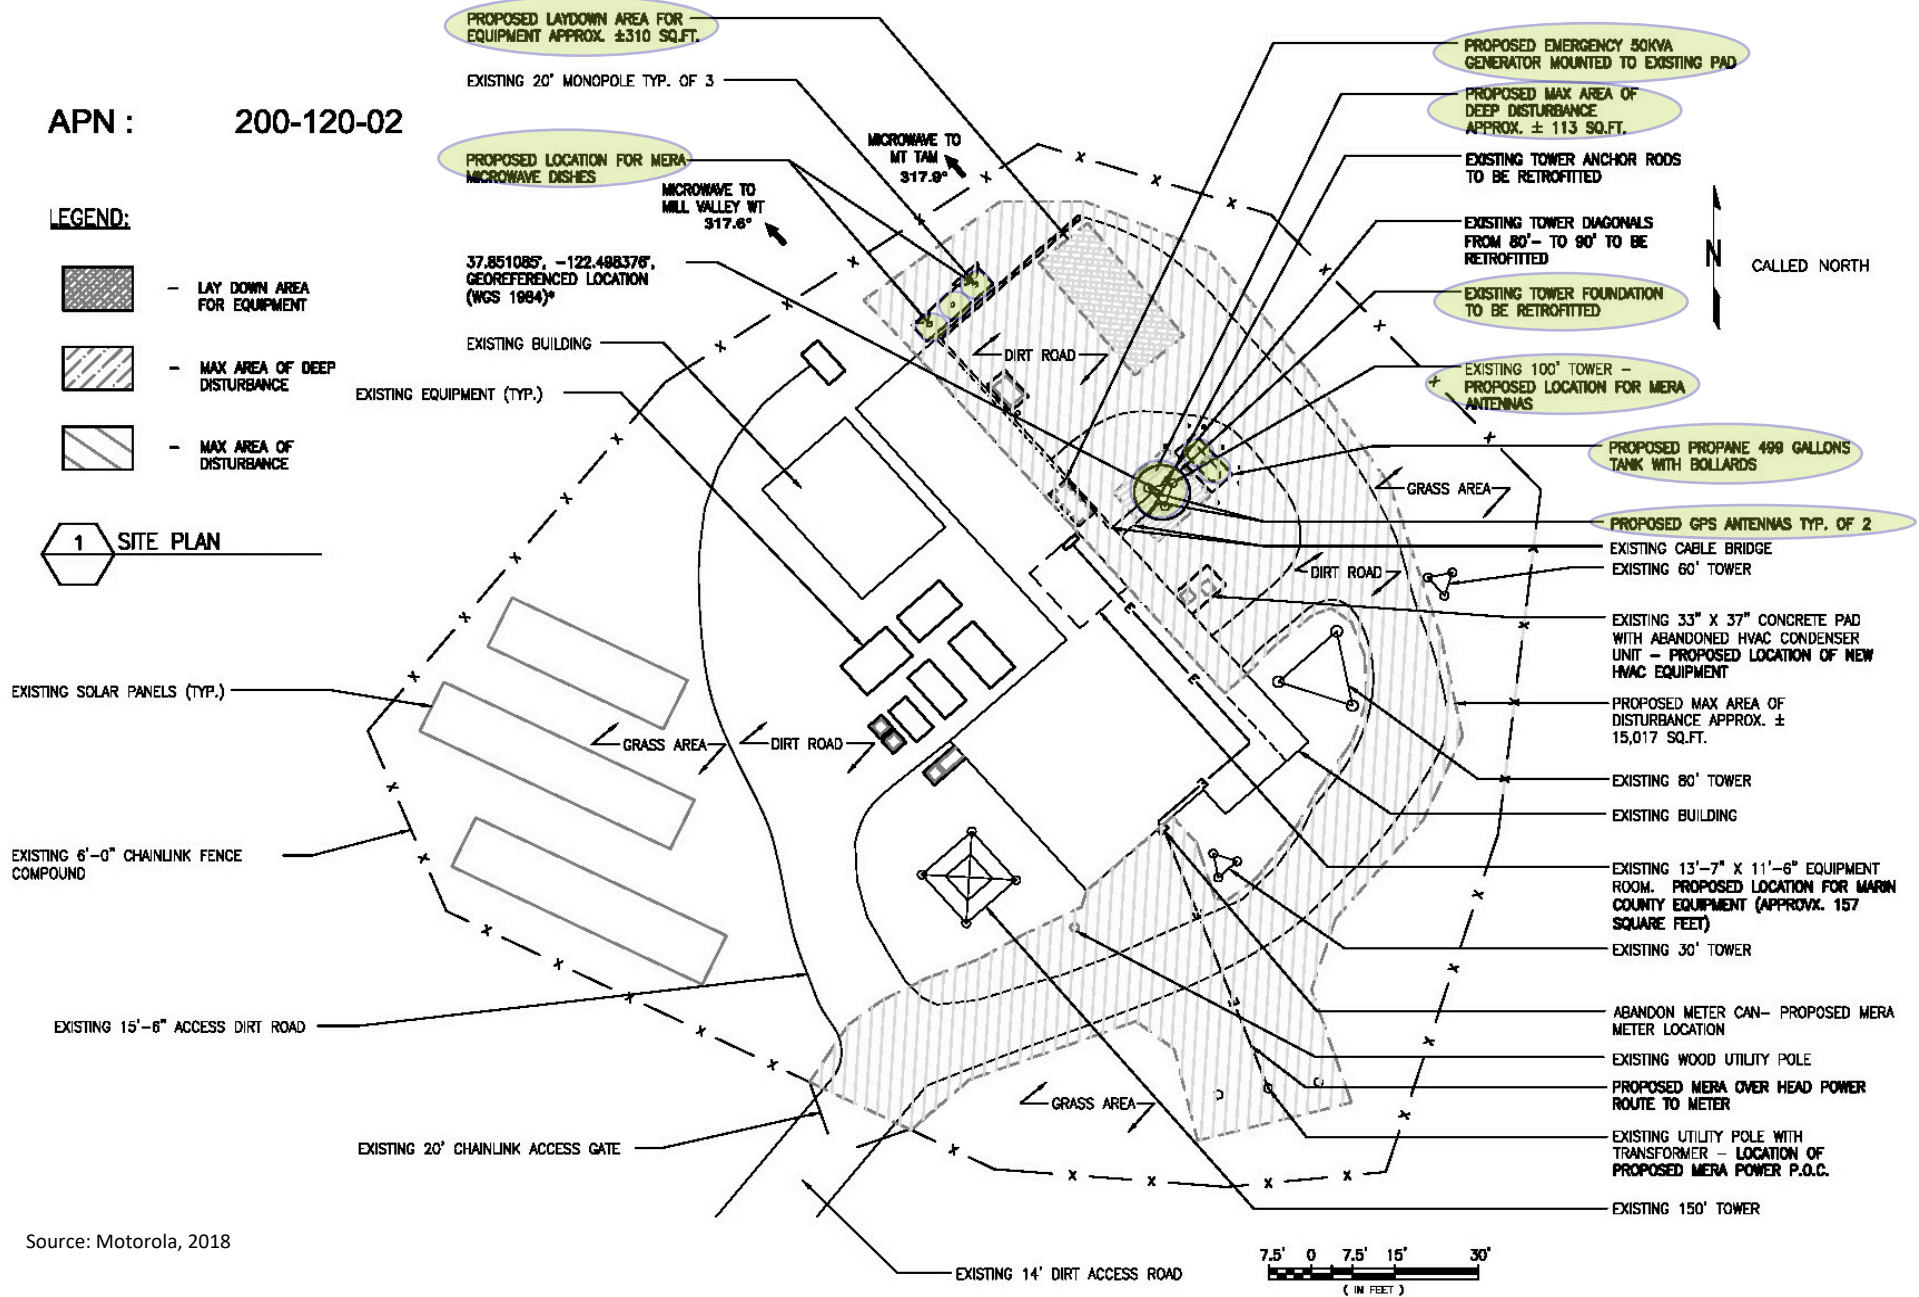 PROPOSED LAYDOWN AREA FOR
EQUIPMENT APPROX. ±310 SQ.FT.
EXISTING 20' MONOPOLE TYP. OF 3
APN : 200-120-02
PROPOSED LOCATION FOR MERA
MICROWAVE DISHES
MICROWAVE TO
MT TAM
317.9°
MICROWAVE TO
MILL VALLEY WT
317.6°
LEGEND:
- LAY DOWN AREA
FOR EQUIPMENT
- MAX AREA OF DEEP
DISTURBANCE
- MAX AREA OF
DISTURBANCE
37.851085°, -122.498376°,
GEOREFERENCED LOCATION
(WGS 1984)*
EXISTING BUILDING
EXISTING EQUIPMENT (TYP.)
1 SITE PLAN
EXISTING SOLAR PANELS (TYP.)
EXISTING 6'-0" CHAINLINK FENCE
COMPOUND
EXISTING 15'-6" ACCESS DIRT ROAD
EXISTING 20' CHAINLINK ACCESS GATE
EXISTING 14' DIRT ACCESS ROAD
DIRT ROAD
GRASS AREA
DIRT ROAD
GRASS AREA
DIRT ROAD
GRASS AREA
E
E
PROPOSED EMERGENCY 50KVA
GENERATOR MOUNTED TO EXISTING PAD
PROPOSED MAX AREA OF
DEEP DISTURBANCE
APPROX. ± 113 SQ.FT.
EXISTING TOWER ANCHOR RODS
TO BE RETROFITTED
EXISTING TOWER DIAGONALS
FROM 80'- TO 90' TO BE
RETROFITTED
EXISTING TOWER FOUNDATION
TO BE RETROFITTED
N
CALLED NORTH
EXISTING 100' TOWER -
PROPOSED LOCATION FOR MERA
ANTENNAS
PROPOSED PROPANE 499 GALLONS
TANK WITH BOLLARDS
PROPOSED GPS ANTENNAS TYP. OF 2
EXISTING CABLE BRIDGE
EXISTING 60' TOWER
EXISTING 33" X 37" CONCRETE PAD
WITH ABANDONED HVAC CONDENSER
UNIT - PROPOSED LOCATION OF NEW
HVAC EQUIPMENT
PROPOSED MAX AREA OF
DISTURBANCE APPROX. ±
15,017 SQ.FT.
EXISTING 80' TOWER
EXISTING BUILDING
EXISTING 13'-7" X 11'-6" EQUIPMENT
ROOM. PROPOSED LOCATION FOR MARIN
COUNTY EQUIPMENT (APPROVX. 157
SQUARE FEET)
EXISTING 30' TOWER
ABANDON METER CAN- PROPOSED MERA
METER LOCATION
EXISTING WOOD UTILITY POLE
PROPOSED MERA OVER HEAD POWER
ROUTE TO METER
EXISTING UTILITY POLE WITH
TRANSFORMER - LOCATION OF
PROPOSED MERA POWER P.O.C.
EXISTING 150' TOWER
Source: Motorola, 2018
7.5' 0 7.5' 15' 30'
( IN FEET )